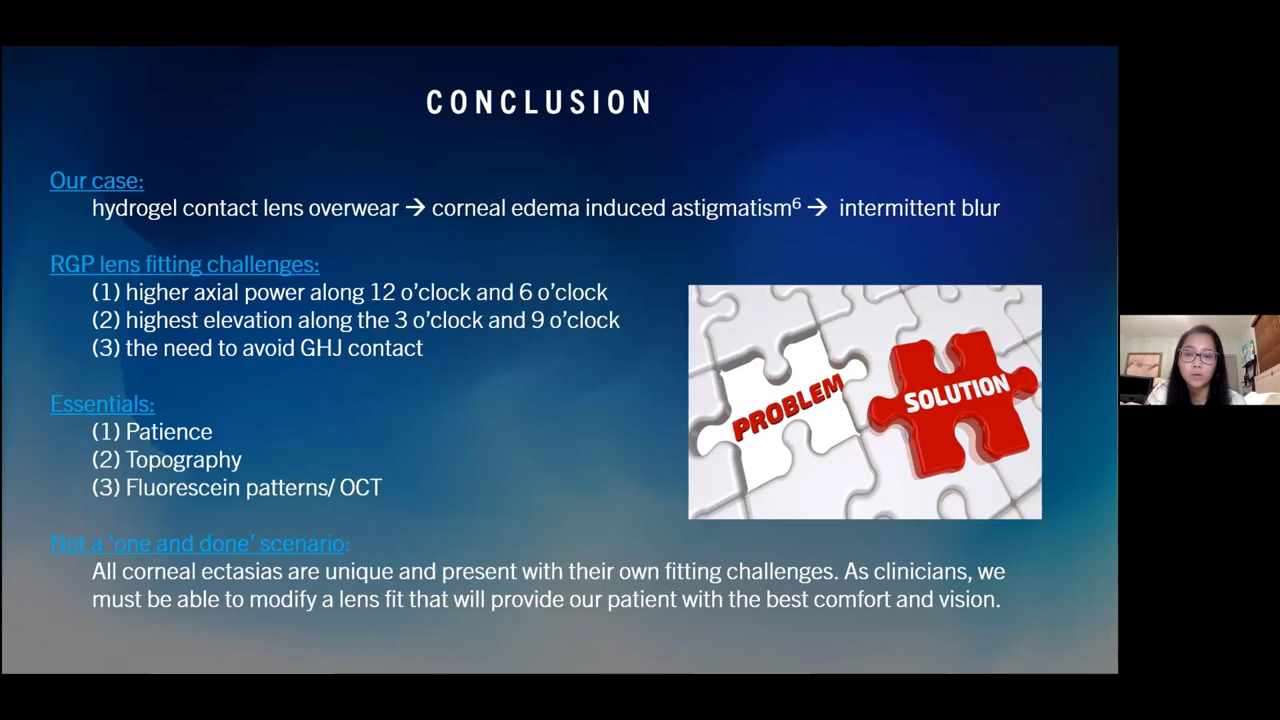 CONCLUSION
Our case:
hydrogel contact lens overwear → corneal edema induced astigmatism⁶ → intermittent blur
RGP lens fitting challenges:
(1) higher axial power along 12 o’clock and 6 o’clock
(2) highest elevation along the 3 o’clock and 9 o’clock
(3) the need to avoid GHJ contact
PROBLEM
SOLUTION
Essentials:
(1) Patience
(2) Topography
(3) Fluorescein patterns/ OCT
Not a ‘one and done’ scenario:
All corneal ectasias are unique and present with their own fitting challenges. As clinicians, we
must be able to modify a lens fit that will provide our patient with the best comfort and vision.